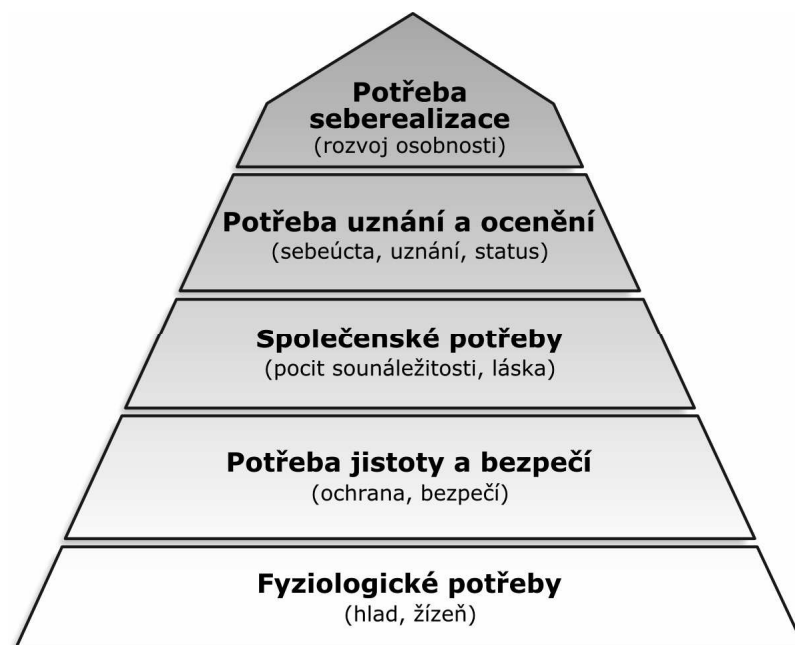 Potřeba
seberealizace
(rozvoj osobnosti)
Potřeba uznání a ocenění
(sebeúcta, uznání, status)
Společenské potřeby
(pocit sounáležitosti, láska)
Potřeba jistoty a bezpečí
(ochrana, bezpečí)
Fyziologické potřeby
(hlad, žízeň)